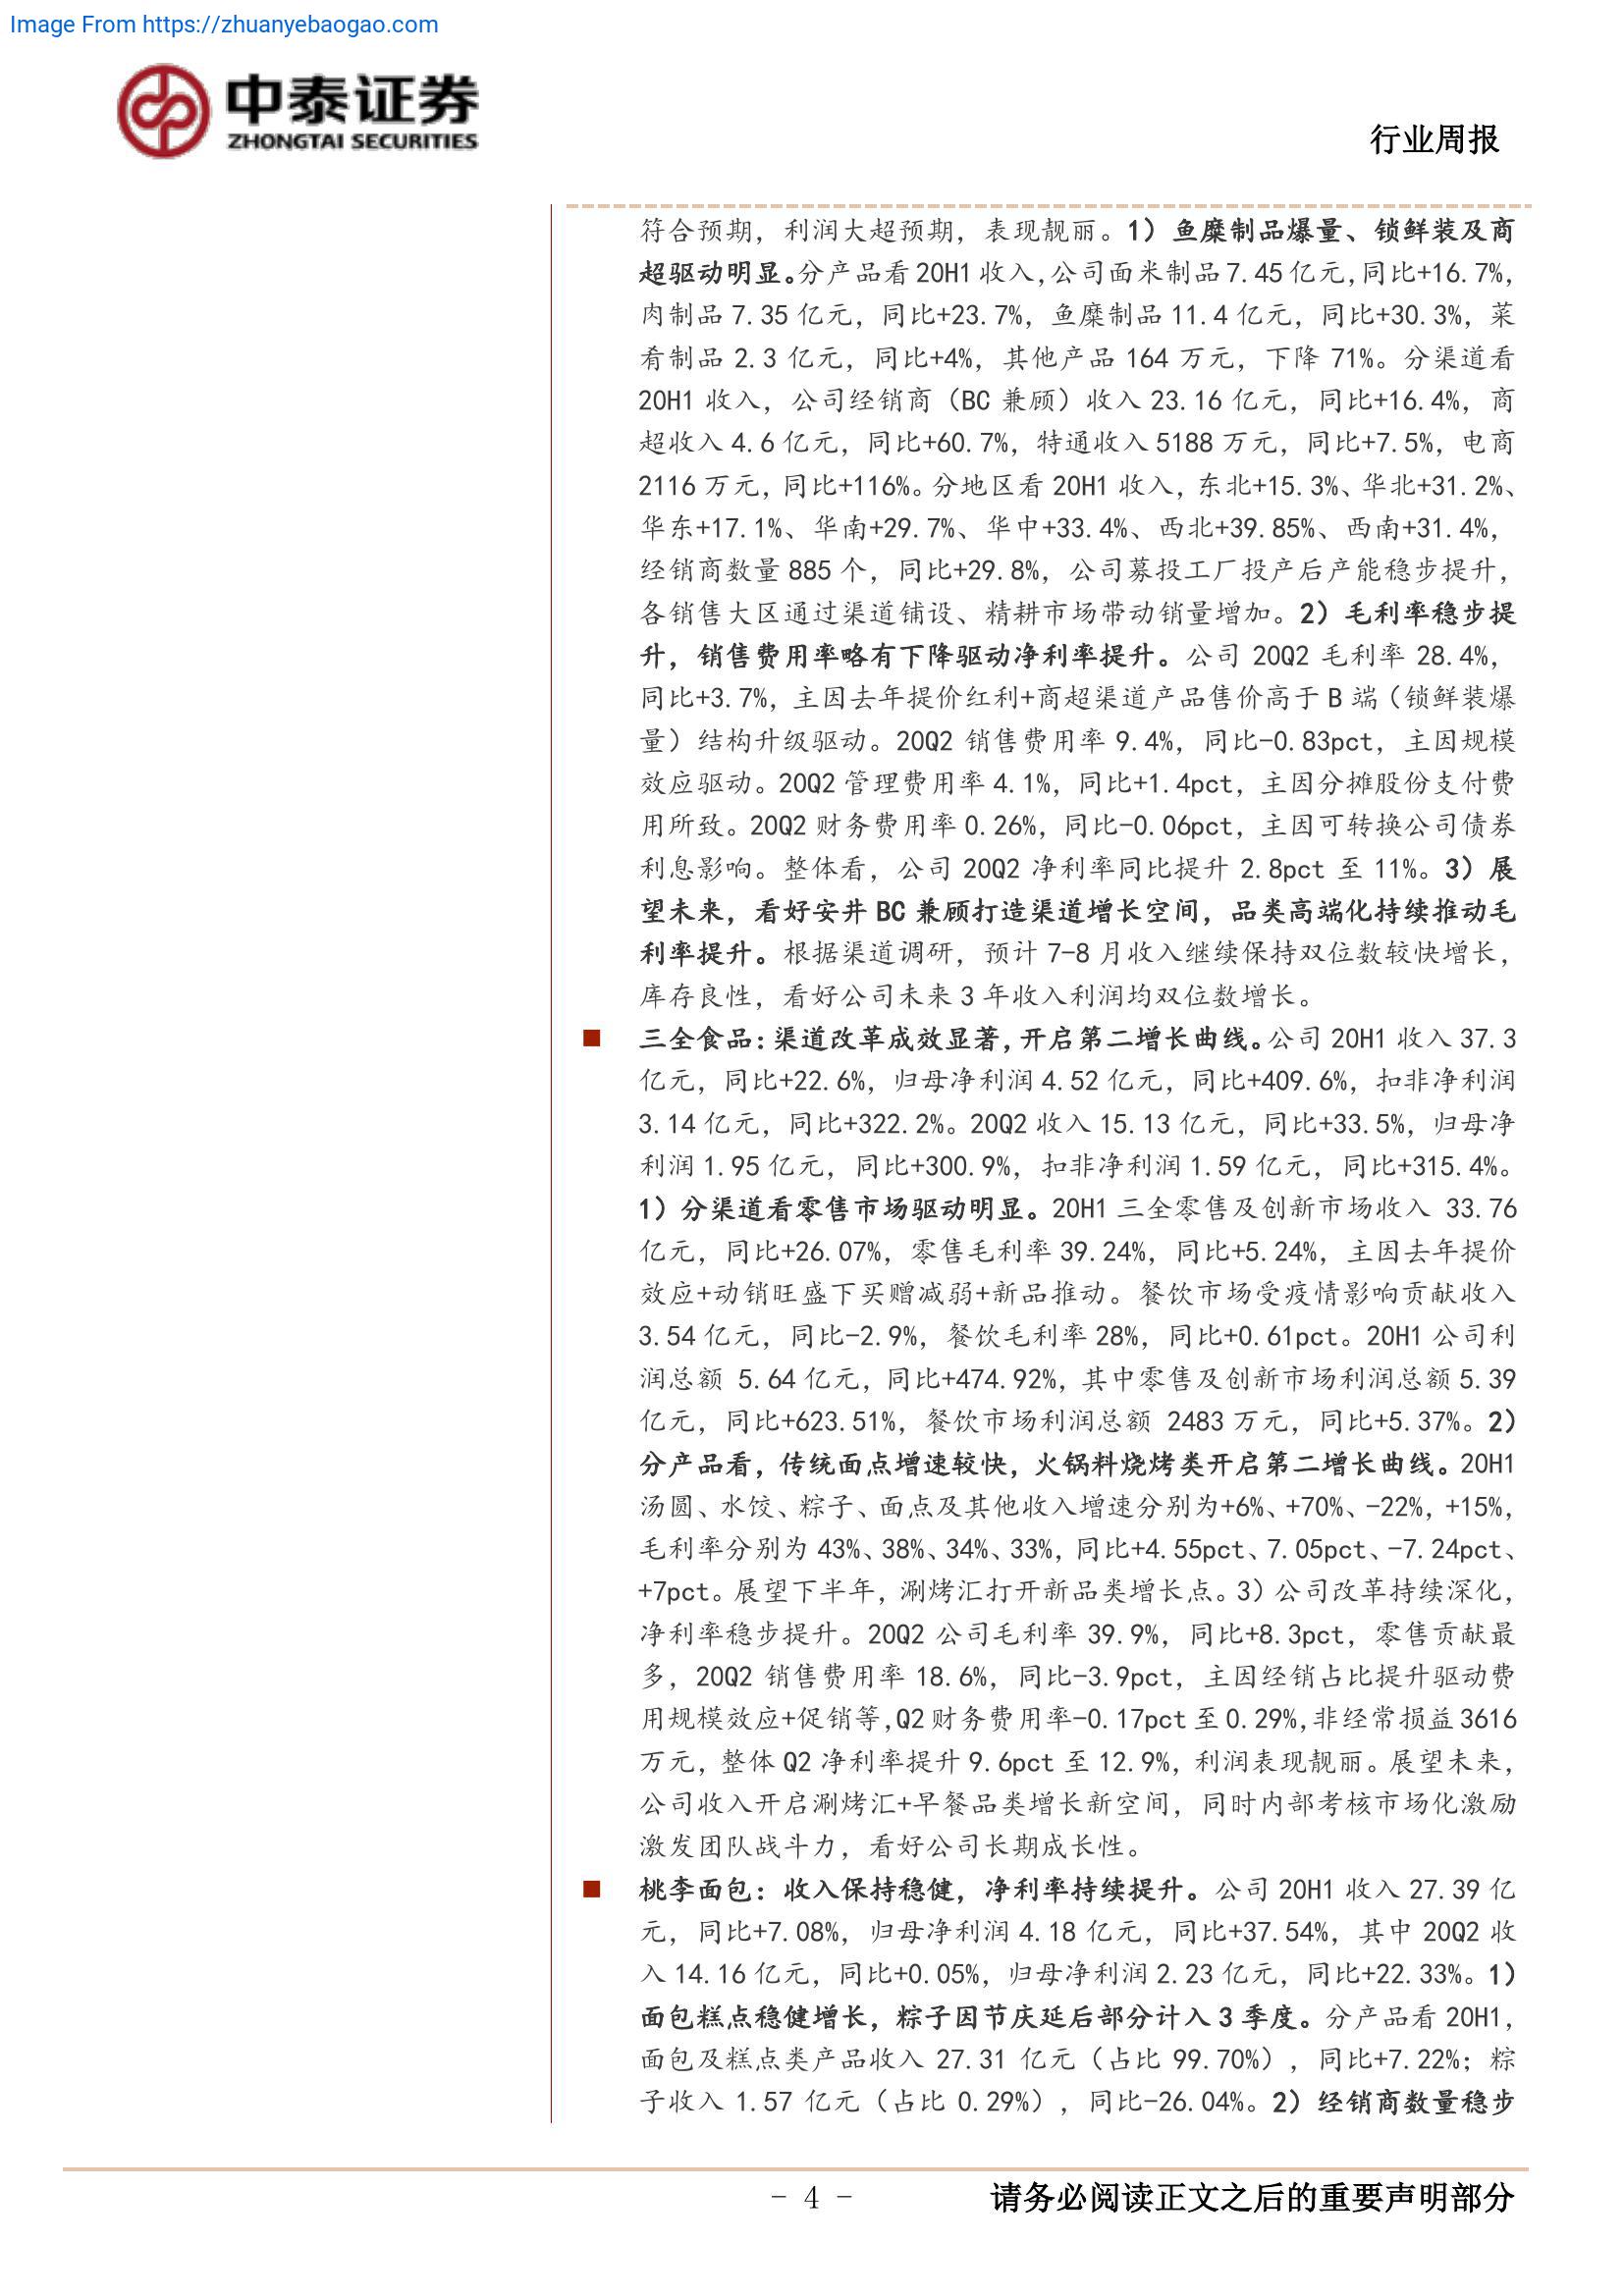 Image From https://zhuanyebaogao.com
中泰证券
ZHONGTAI SECURITIES
行业周报
符合预期，利润大超预期，表现靓丽。1）鱼糜制品爆量、锁鲜装及商
超驱动明显。分产品看 20H1 收入，公司面米制品 7.45 亿元，同比+16.7%，
肉制品 7.35 亿元，同比+23.7%，鱼糜制品 11.4 亿元，同比+30.3%，菜
肴制品 2.3 亿元，同比+4%，其他产品 164 万元，下降 71%。分渠道看
20H1 收入，公司经销商（BC 兼顾）收入 23.16 亿元，同比+16.4%，商
超收入 4.6 亿元，同比+60.7%，特通收入 5188 万元，同比+7.5%，电商
2116 万元，同比+116%。分地区看 20H1 收入，东北+15.3%、华北+31.2%、
华东+17.1%、华南+29.7%、华中+33.4%、西北+39.85%、西南+31.4%，
经销商数量 885 个，同比+29.8%，公司募投工厂投产后产能稳步提升，
各销售大区通过渠道铺设、精耕市场带动销量增加。2）毛利率稳步提
升，销售费用率略有下降驱动净利率提升。公司 20Q2 毛利率 28.4%，
同比+3.7%，主因去年提价红利+商超渠道产品售价高于 B 端（锁鲜装爆
量）结构升级驱动。20Q2 销售费用率 9.4%，同比-0.83pct，主因规模
效应驱动。20Q2 管理费用率 4.1%，同比+1.4pct，主因分摊股份支付费
用所致。20Q2 财务费用率 0.26%，同比-0.06pct，主因可转换公司债券
利息影响。整体看，公司 20Q2 净利率同比提升 2.8pct 至 11%。3）展
望未来，看好安井 BC 兼顾打造渠道增长空间，品类高端化持续推动毛
利率提升。根据渠道调研，预计 7-8 月收入继续保持双位数较快增长，
库存良性，看好公司未来 3 年收入利润均双位数增长。
■ 三全食品：渠道改革成效显著，开启第二增长曲线。公司 20H1 收入 37.3
亿元，同比+22.6%，归母净利润 4.52 亿元，同比+409.6%，扣非净利润
3.14 亿元，同比+322.2%。20Q2 收入 15.13 亿元，同比+33.5%，归母净
利润 1.95 亿元，同比+300.9%，扣非净利润 1.59 亿元，同比+315.4%。
1）分渠道看零售市场驱动明显。20H1 三全零售及创新市场收入 33.76
亿元，同比+26.07%，零售毛利率 39.24%，同比+5.24%，主因去年提价
效应+动销旺盛下买赠减弱+新品推动。餐饮市场受疫情影响贡献收入
3.54 亿元，同比-2.9%，餐饮毛利率 28%，同比+0.61pct。20H1 公司利
润总额 5.64 亿元，同比+474.92%，其中零售及创新市场利润总额 5.39
亿元，同比+623.51%，餐饮市场利润总额 2483 万元，同比+5.37%。2）
分产品看，传统面点增速较快，火锅料烧烤类开启第二增长曲线。20H1
汤圆、水饺、粽子、面点及其他收入增速分别为+6%、+70%、-22%，+15%，
毛利率分别为 43%、38%、34%、33%，同比+4.55pct、7.05pct、-7.24pct、
+7pct。展望下半年，涮烤汇打开新品类增长点。3）公司改革持续深化，
净利率稳步提升。20Q2 公司毛利率 39.9%，同比+8.3pct，零售贡献最
多，20Q2 销售费用率 18.6%，同比-3.9pct，主因经销占比提升驱动费
用规模效应+促销等，Q2 财务费用率-0.17pct 至 0.29%，非经常损益 3616
万元，整体 Q2 净利率提升 9.6pct 至 12.9%，利润表现靓丽。展望未来，
公司收入开启涮烤汇+早餐品类增长新空间，同时内部考核市场化激励
激发团队战斗力，看好公司长期成长性。
■ 桃李面包：收入保持稳健，净利率持续提升。公司 20H1 收入 27.39 亿
元，同比+7.08%，归母净利润 4.18 亿元，同比+37.54%，其中 20Q2 收
入 14.16 亿元，同比+0.05%，归母净利润 2.23 亿元，同比+22.33%。1）
面包糕点稳健增长，粽子因节庆延后部分计入 3 季度。分产品看 20H1，
面包及糕点类产品收入 27.31 亿元（占比 99.70%），同比+7.22%；粽
子收入 1.57 亿元（占比 0.29%），同比-26.04%。2）经销商数量稳步
- 4 -
请务必阅读正文之后的重要声明部分